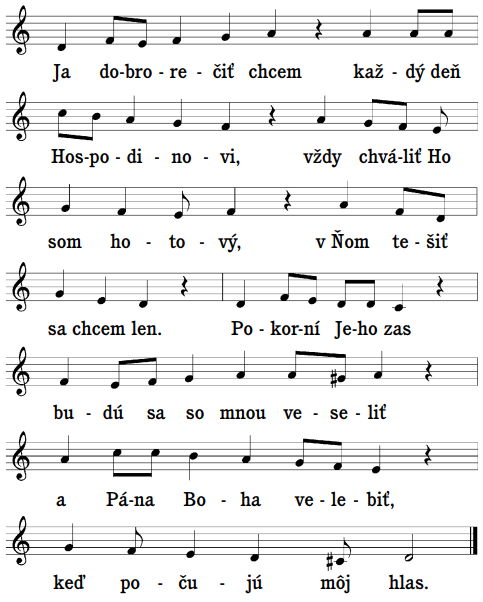 Ja do-bro-re-čiť chcem kaž-dý deň
Hos-po-di-no-vi, vždy chvá-liť Ho
som ho-to-vý, v Ňom te-šiť
sa chcem len. Po-kor-ní Je-ho zas
bu-dú sa so mnou ve-se-liť
a Pá-na Bo-ha ve-le-biť,
keď po-ču-jú môj hlas.